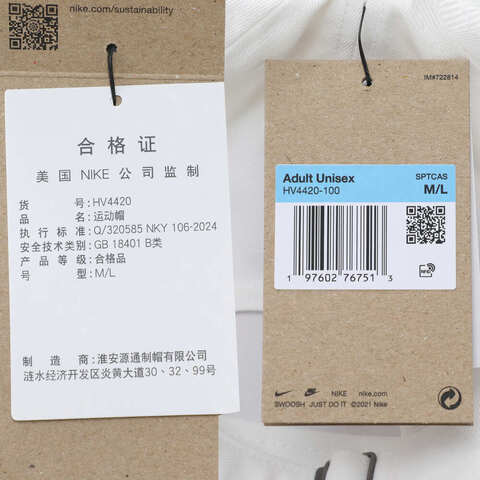 nike.com/sustainability
合格证
美国 NIKE 公司监制
货号:HV4420
品名:运动帽
执行标准:Q/320585 NKY 106-2024
安全技术类别:GB 18401 B类
产品等级:合格品
号型:M/L
制造商:淮安源通制帽有限公司
涟水经济开发区炎黄大道30、32、99号
IM#722814
Adult Unisex
SPTCAS
HV4420-100
M/L
1 97602 76751 3
RFID
NIKE nike.com
SWOOSH JUST DO IT ©2021 Nike